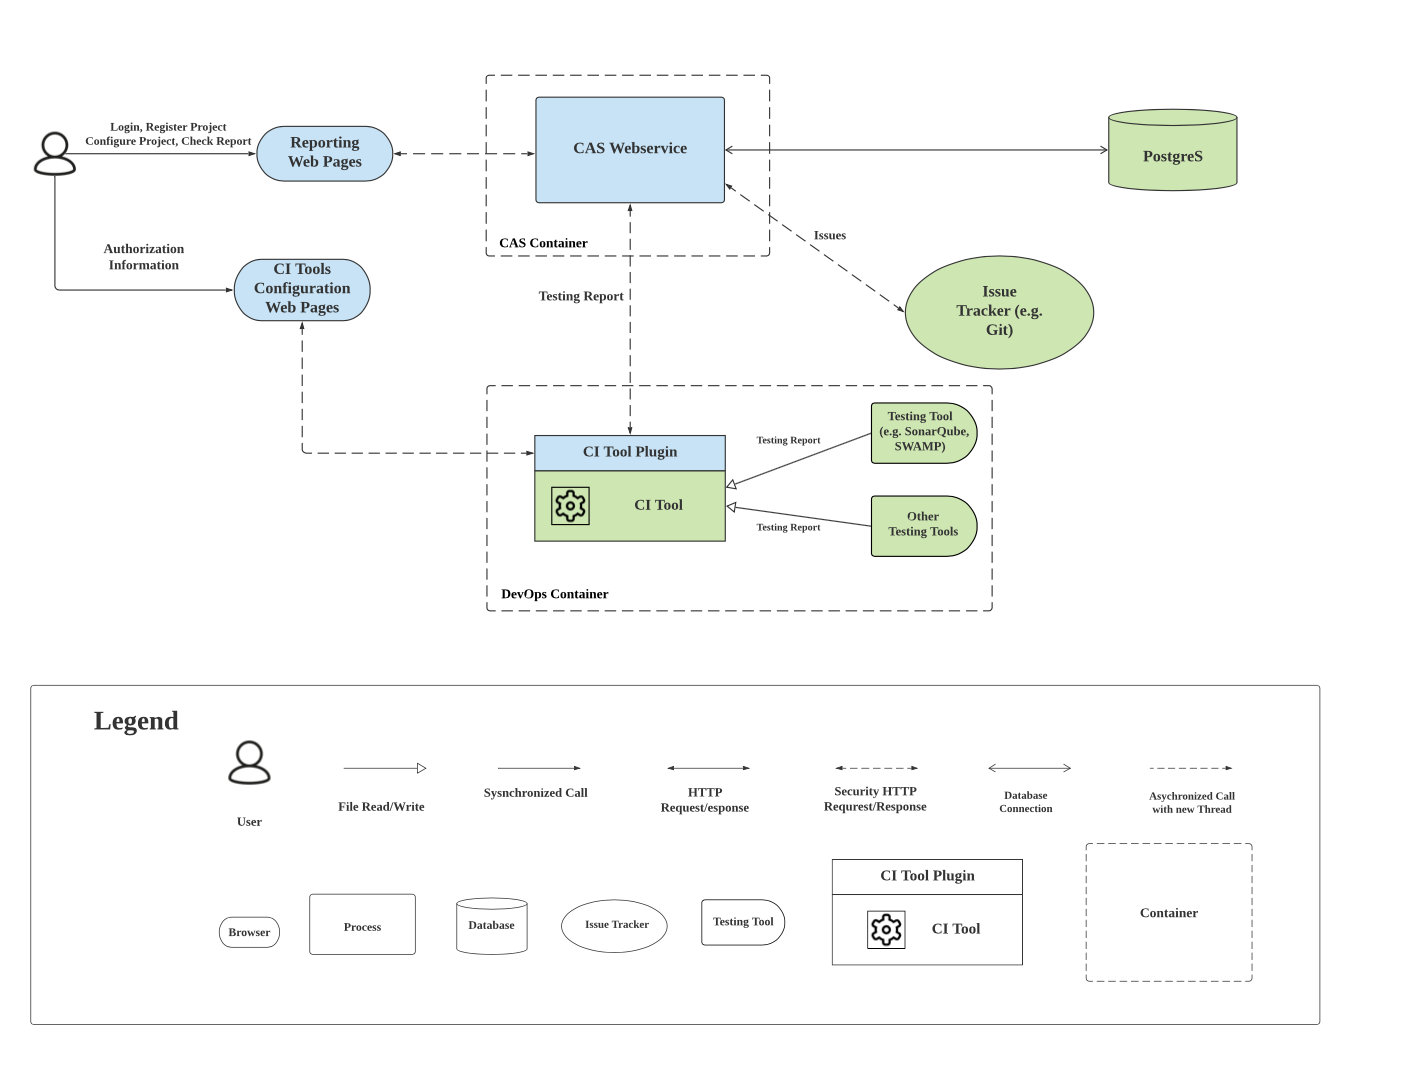 Login, Register Project
Configure Project, Check Report
Reporting
Web Pages
CAS Webservice
PostgreS
CAS Container
Issues
Authorization
Information
CI Tools
Configuration
Web Pages
Testing Report
Issue
Tracker (e.g.
Git)
CI Tool Plugin
CI Tool
Testing Report
Testing Tool
(e.g. SonarQube,
SWAMP)
Testing Report
Other
Testing Tools
DevOps Container
Legend
User
File Read/Write
Sysnchronized Call
HTTP
Request/esponse
Security HTTP
Requrest/Response
Database
Connection
Asychronized Call
with new Thread
Browser
Process
Database
Issue Tracker
Testing Tool
CI Tool Plugin
CI Tool
Container